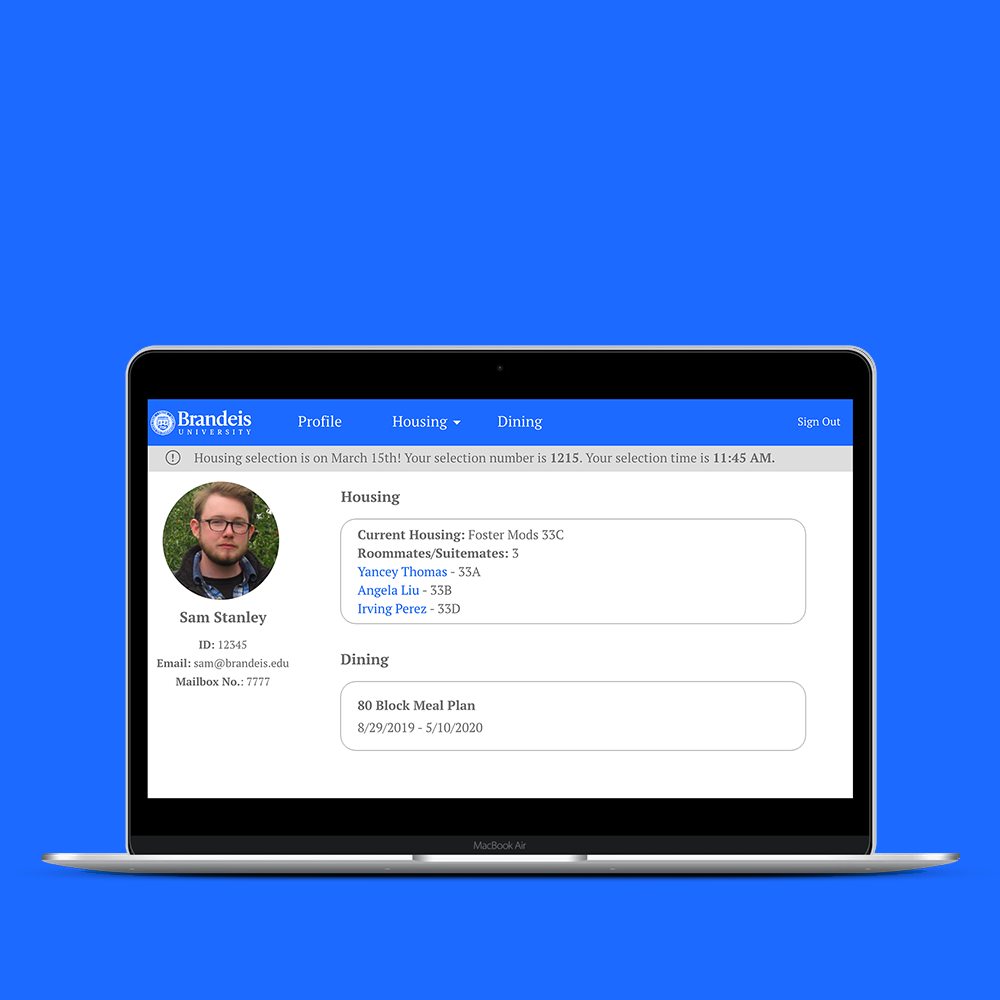 Brandeis
UNIVERSITY
Profile
Housing
Dining
Sign Out
Housing selection is on March 15th! Your selection number is 1215. Your selection time is 11:45 AM.
Sam Stanley
ID: 12345
Email: sam@brandeis.edu
Mailbox No.: 7777
Housing
Current Housing: Foster Mods 33C
Roommates/Suitemates: 3
Yancey Thomas - 33A
Angela Liu - 33B
Irving Perez - 33D
Dining
80 Block Meal Plan
8/29/2019 - 5/10/2020
MacBook Air